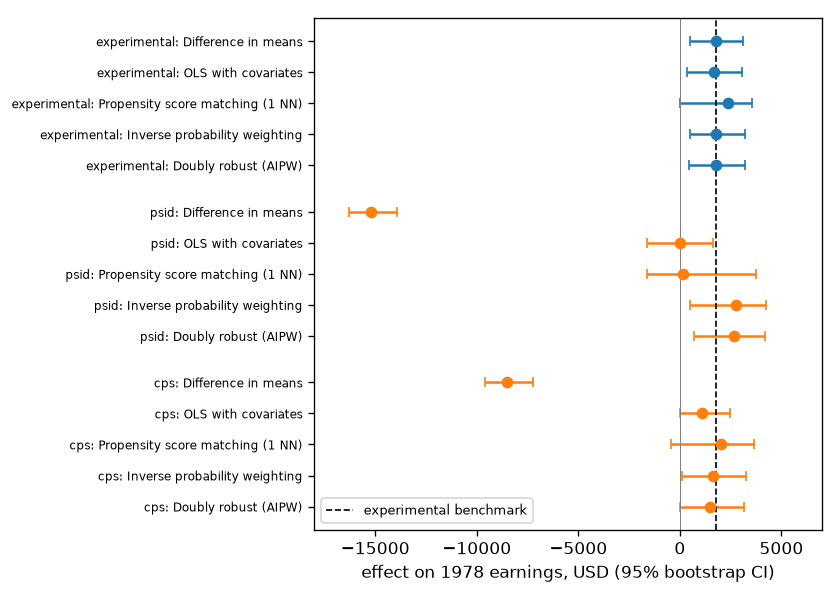 experimental: Difference in means
experimental: OLS with covariates
experimental: Propensity score matching (1 NN)
experimental: Inverse probability weighting
experimental: Doubly robust (AIPW)
psid: Difference in means
psid: OLS with covariates
psid: Propensity score matching (1 NN)
psid: Inverse probability weighting
psid: Doubly robust (AIPW)
cps: Difference in means
cps: OLS with covariates
cps: Propensity score matching (1 NN)
cps: Inverse probability weighting
cps: Doubly robust (AIPW)
experimental benchmark
−15000 −10000 −5000 0 5000
effect on 1978 earnings, USD (95% bootstrap CI)